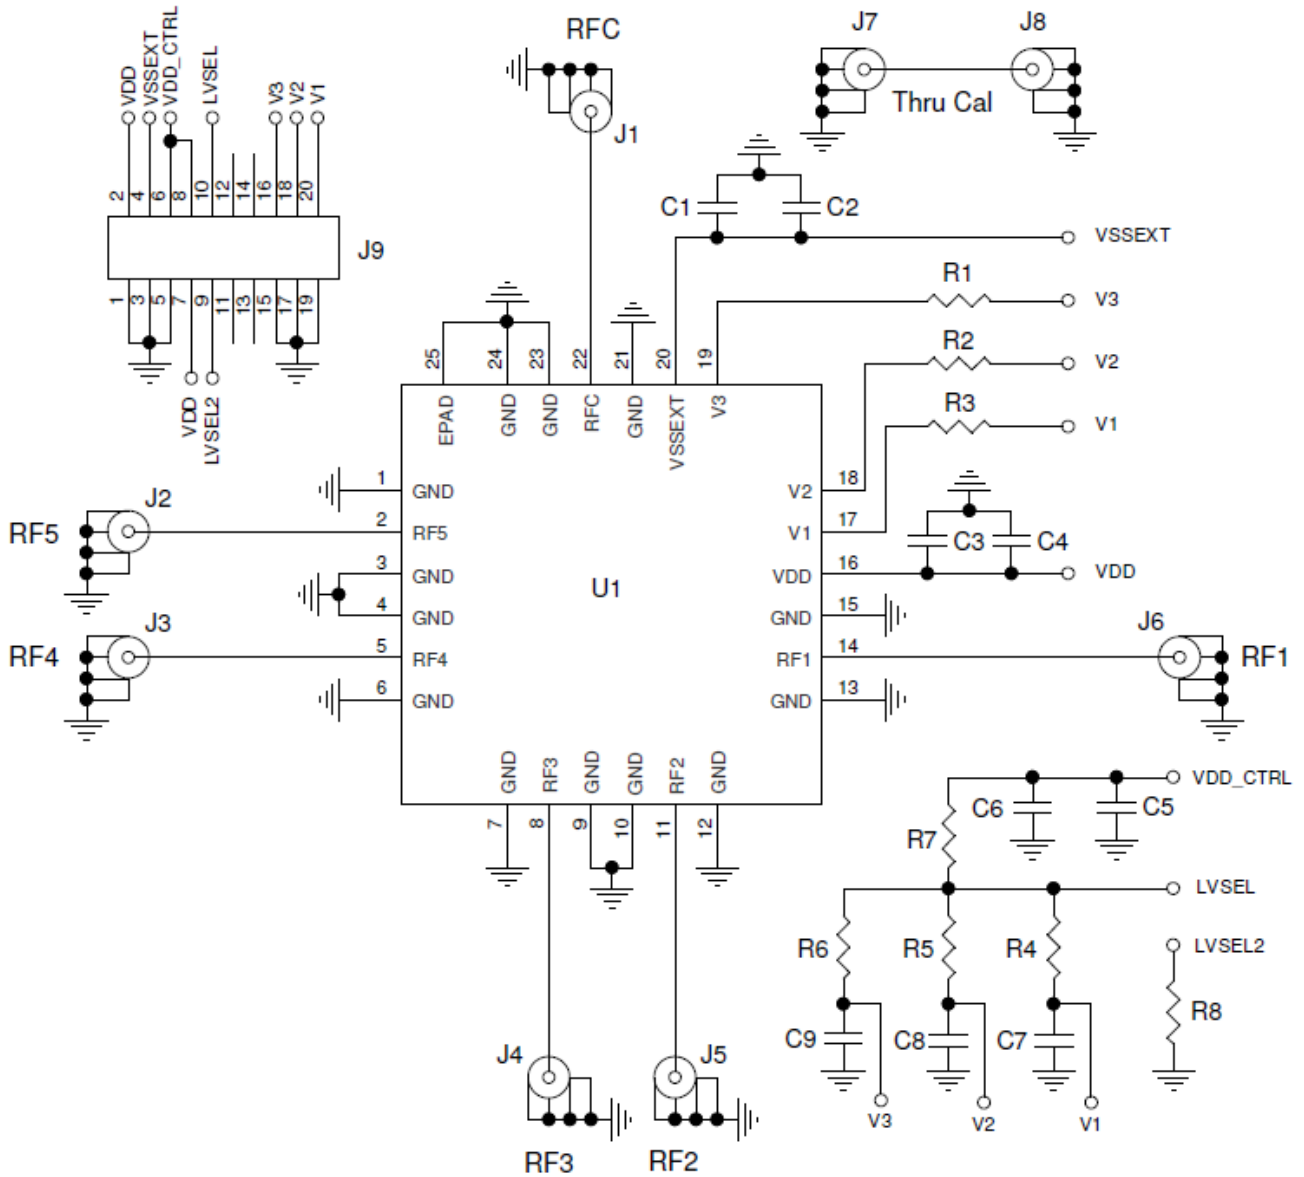 RFC
J7
J8
VDD
VSSEXT
VDD_CTRL
LVSEL
V3
V2
V1
Thru Cal
J1
2
4
6
8
10
12
14
16
18
20
C1
C2
VSSEXT
J9
R1
V3
1
3
5
7
9
11
13
15
17
19
R2
V2
25
24
23
22
21
20
19
VDD
LVSEL2
EPAD
GND
GND
RFC
GND
VSSEXT
V3
R3
V1
1
GND
V2
18
J2
RF5
2
RF5
V1
17
C3
C4
3
GND
U1
VDD
16
VDD
4
GND
GND
15
J3
J6
RF4
5
RF4
RF1
14
RF1
6
GND
GND
13
GND
RF3
GND
GND
RF2
GND
VDD_CTRL
7
8
9
10
11
12
C6
C5
R7
LVSEL
R6
R5
R4
LVSEL2
R8
C9
C8
C7
J4
J5
V3
V2
V1
RF3
RF2